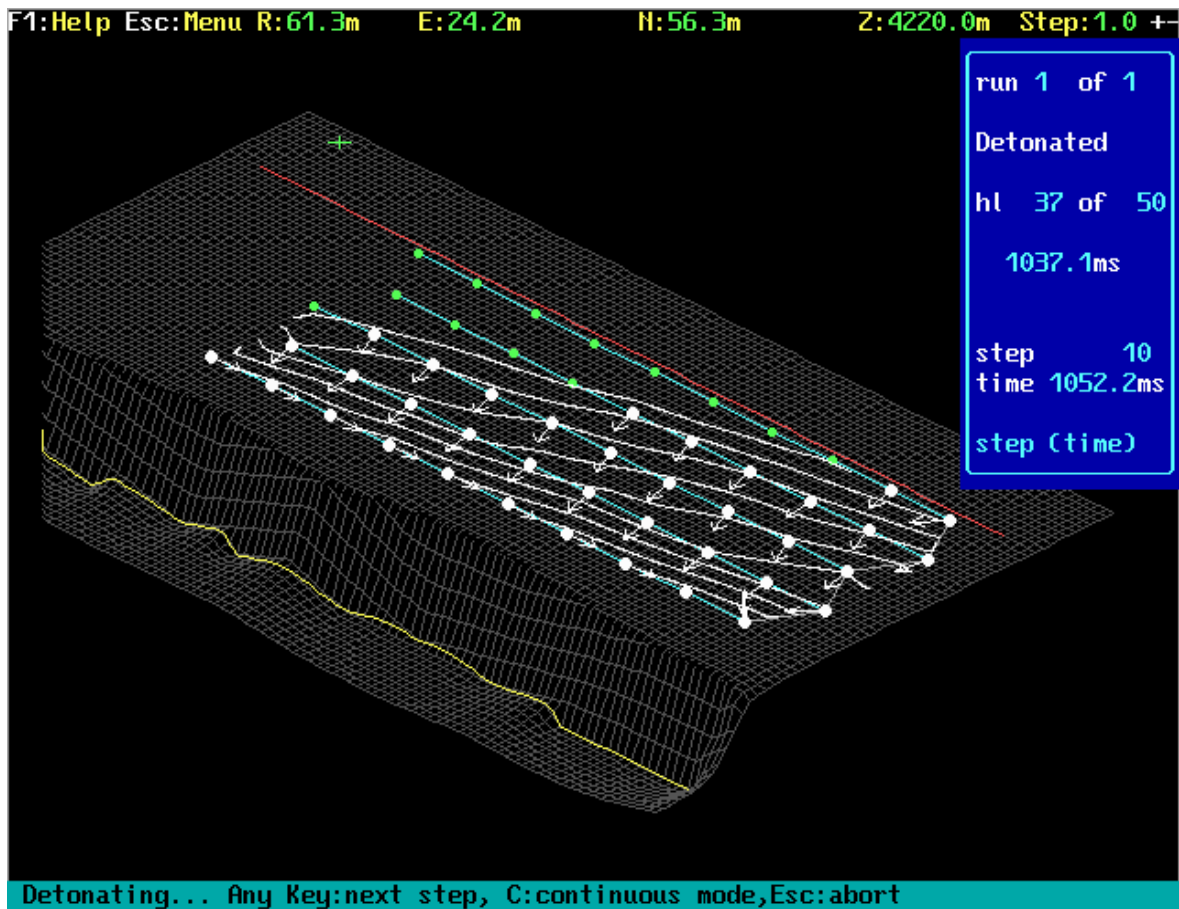 F1:Help Esc:Menu R:61.3m E:24.2m N:56.3m Z:4220.0m Step:1.0 +-
run 1 of 1
Detonated
hl 37 of 50
1037.1ms
step 10
time 1052.2ms
step (time)
Detonating... Any Key:next step, C:continuous mode,Esc:abort